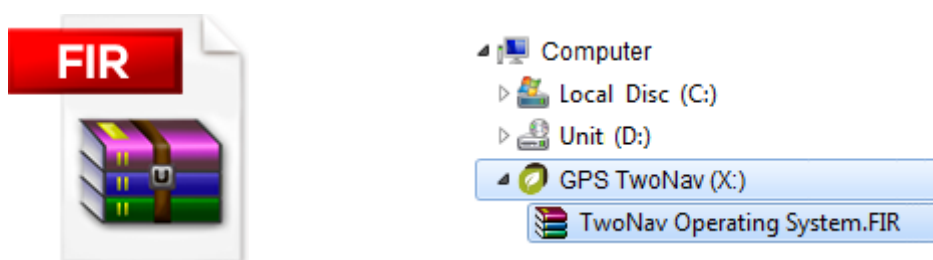 FIR
Computer
Local Disc (C:)
Unit (D:)
GPS TwoNav (X:)
TwoNav Operating System.FIR